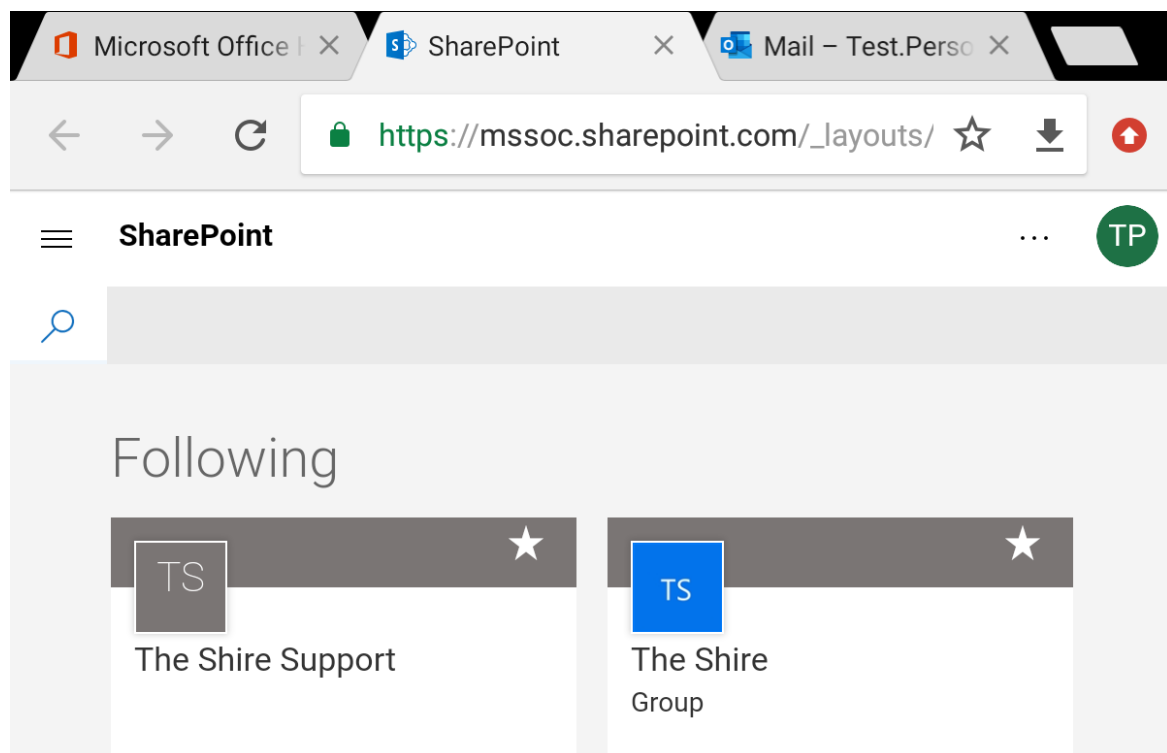 Microsoft Office
SharePoint
Mail – Test.Perso
https://mssoc.sharepoint.com/_layouts/
SharePoint
TP
Following
TS
The Shire Support
TS
The Shire
Group